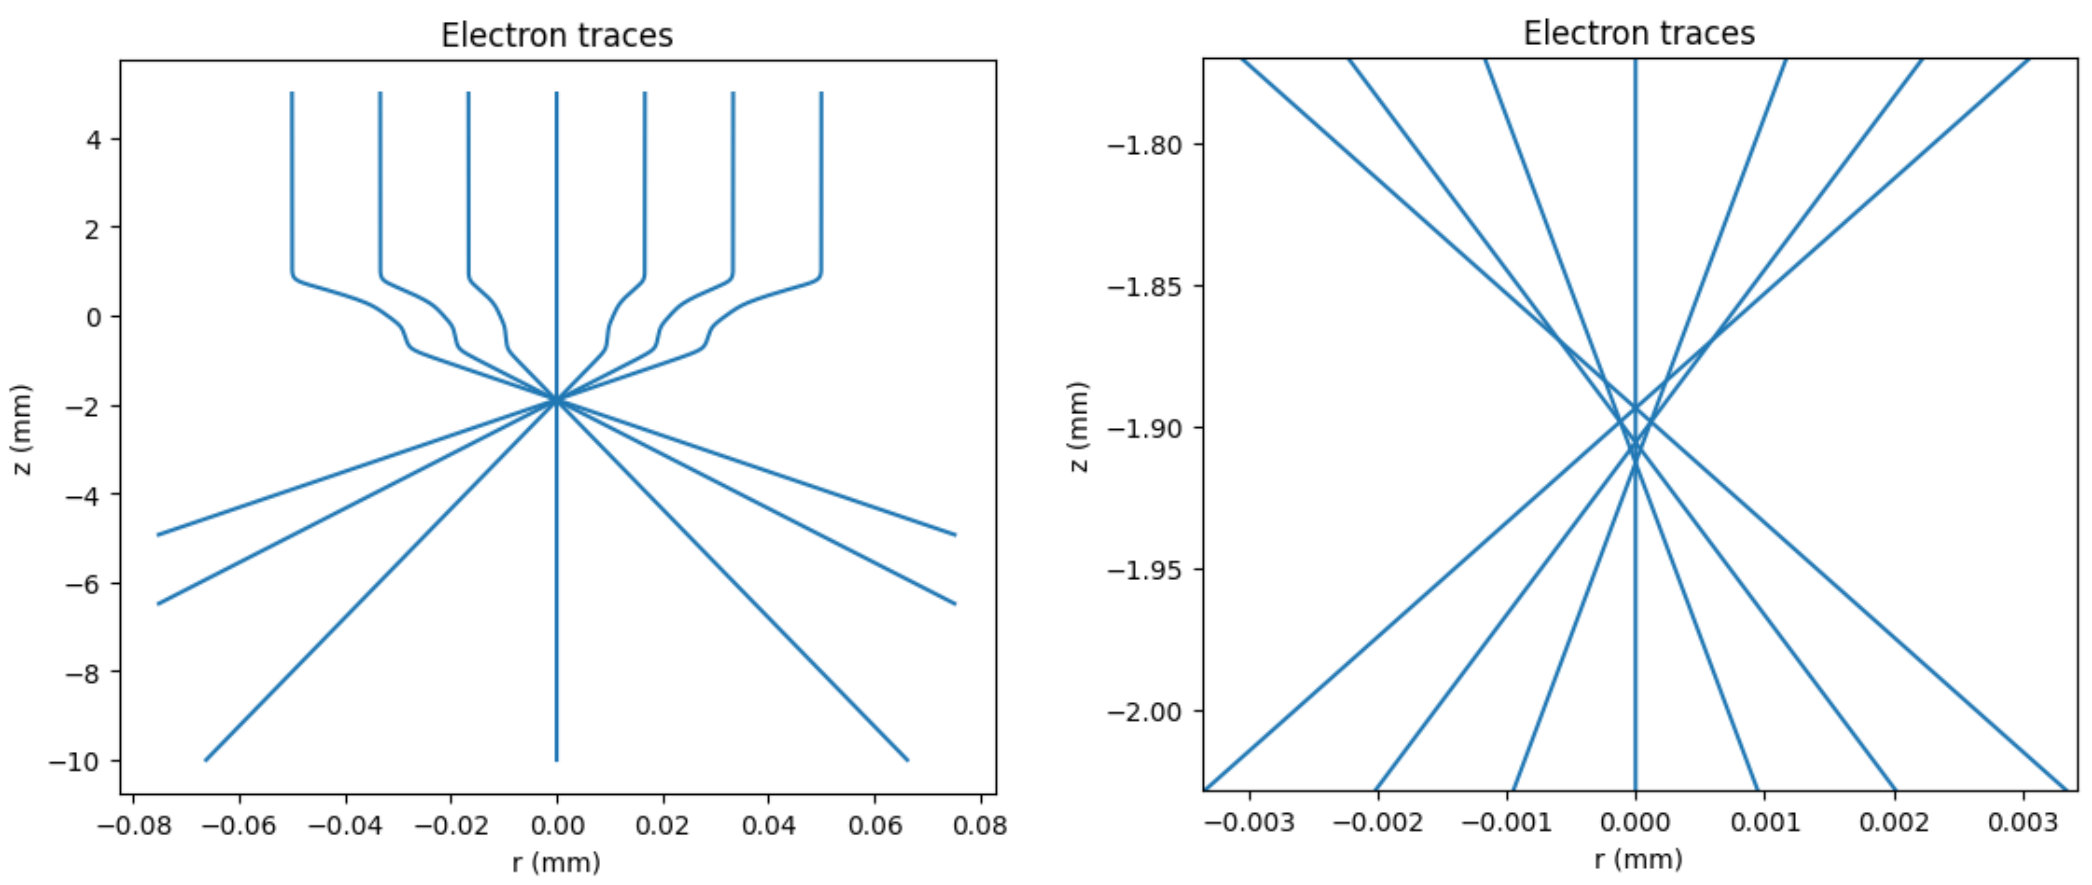 Electron traces
4
2
0
−2
−4
−6
−8
−10
z (mm)
−0.08 −0.06 −0.04 −0.02 0.00 0.02 0.04 0.06 0.08
r (mm)
Electron traces
−1.80
−1.85
−1.90
−1.95
−2.00
z (mm)
−0.003 −0.002 −0.001 0.000 0.001 0.002 0.003
r (mm)